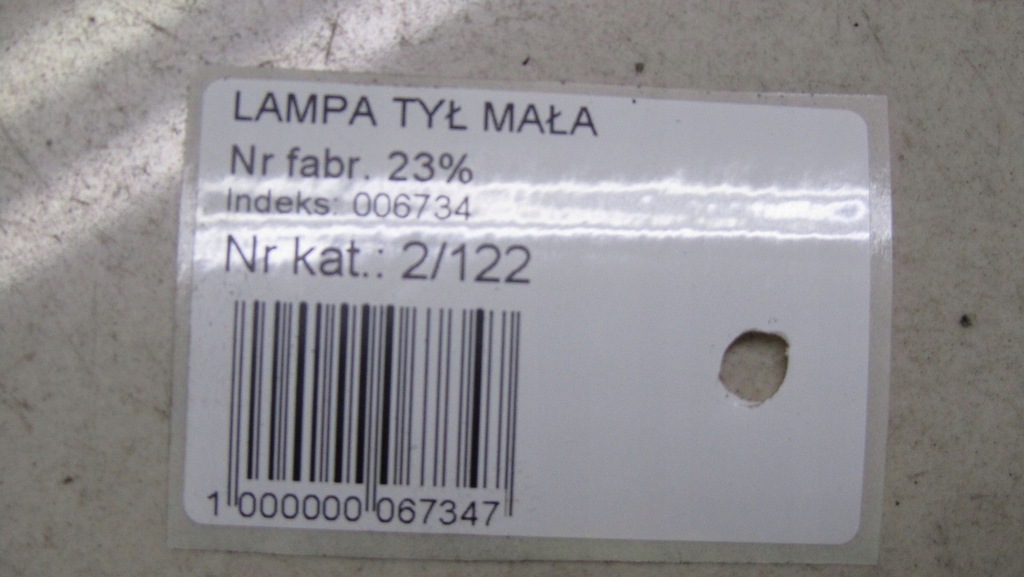 LAMPA TYŁ MAŁA
Nr fabr. 23%
Indeks: 006734
Nr kat.: 2/122
1 000000 067347